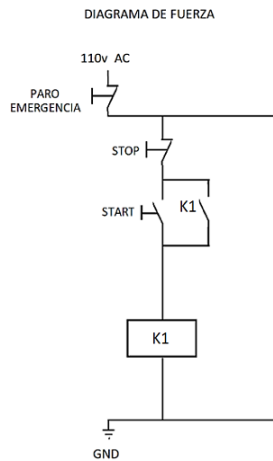 DIAGRAMA DE FUERZA
110v AC
PARO
EMERGENCIA
STOP
START
K1
K1
GND